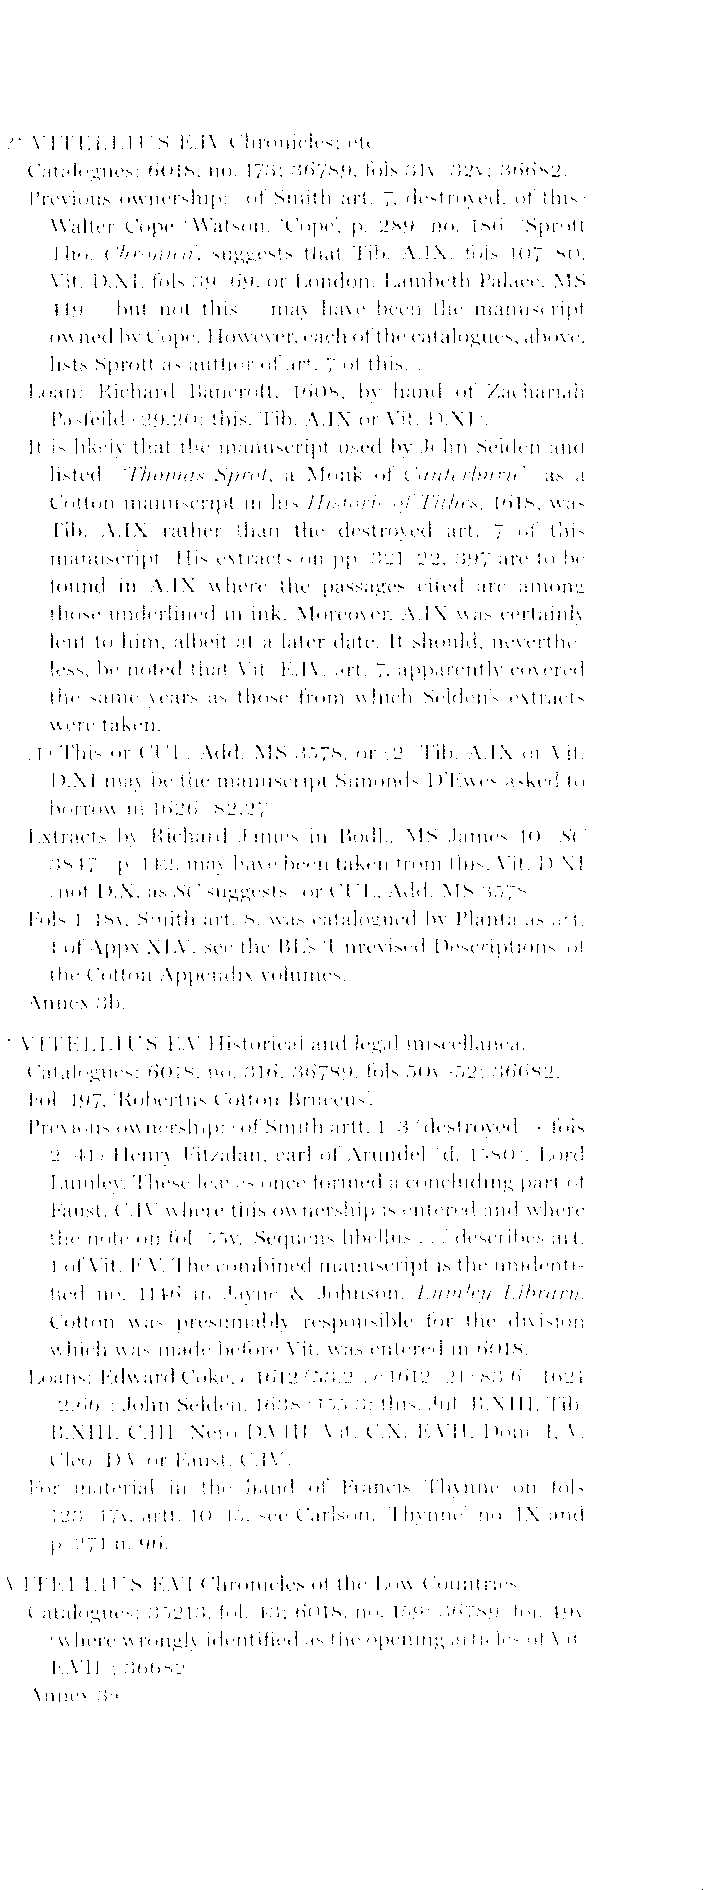 VITELLIUS E.IV Chronicles; etc
Catalogues: 6018, no. 173; 36789, fols 31v–32v; 36682.
Previous ownership: of Smith art. 7, destroyed, of this:
Walter Cope (Watson, 'Cope', p. 289, no. 186, 'Sprott
Tho. Chronica', suggests that Tib. A.IX, fols 107–80,
Vit. D.XI, fols 39–69, or London, Lambeth Palace, MS
419 – but not this – may have been the manuscript
owned by Cope. However, each of the catalogues, above,
lists Sprott as author of art. 7 of this.)
Loan: Richard Bancroft, 1608, by hand of Zachariah
Pasfeild (29.20: this, Tib. A.IX or Vit. D.XI).
It is likely that the manuscript used by John Selden and
listed ('Thomas Spret, a Monk of Canterburie') as a
Cotton manuscript in his Historie of Tithes, 1618, was
Tib. A.IX rather than the destroyed art. 7 of this
manuscript. His extracts on pp. 321–22, 397 are to be
found in A.IX where the passages cited are among
those underlined in ink. Moreover, A.IX was certainly
lent to him, albeit at a later date. It should, neverthe-
less, be noted that Vit. E.IV, art. 7, apparently covered
the same years as those from which Selden's extracts
were taken.
(1) This or CUL, Add. MS 3578, or (2) Tib. A.IX or Vit.
D.XI may be the manuscript Simonds D'Ewes asked to
borrow in 1626 (82.27).
Extracts by Richard James in Bodl., MS James 10 (SC
3847), p. 142, may have been taken from this, Vit. D.XI
(not D.X, as SC suggests) or CUL, Add. MS 3578.
Fols 1–48v, Smith art. 8, was catalogued by Planta as art.
1 of Appx XLV: see the BL's 'Unrevised Descriptions' of
the Cotton Appendix volumes.
Annex 3b.
VITELLIUS E.V Historical and legal miscellanea.
Catalogues: 6018, no. 316; 36789, fols 50v–52; 36682.
Fol. 197, 'Robertus Cotton Bruceus'.
Previous ownership: (of Smith artt. 1–3 (destroyed), fols
2–41) Henry Fitzalan, earl of Arundel (d. 1580), Lord
Lumley. These leaves once formed a concluding part of
Faust. C.IV where this ownership is entered and where
the note on fol. 55v, 'Sequens libellus . . .' describes art.
1 of Vit. E.V. The combined manuscript is the unidenti-
fied no. 1146 in Jayne & Johnson, Lumley Library.
Cotton was presumably responsible for the division
which was made before Vit. was entered in 6018.
Loans: Edward Coke, c.1612 (53.2), c.1612–21 (83.6), 1621
(2.66); John Selden, 1638 (155.3: this, Jul. B.XIII, Tib.
B.XIII, C.III, Nero D.VIII, Vit. C.X, E.VII, Dom. I, V,
Cleo. D.V or Faust. C.IV).
For material in the hand of Francis Thynne on fols
123–47v, artt. 10–15, see Carlson, 'Thynne' no. IX and
p. 271 n. 96.
VITELLIUS E.VI Chronicles of the Low Countries
Catalogues: 35213, fol. 43; 6018, no. 159; 36789, fol. 49v
(where wrongly identified as the opening articles of Vit.
E.VII); 36682
Annex 3